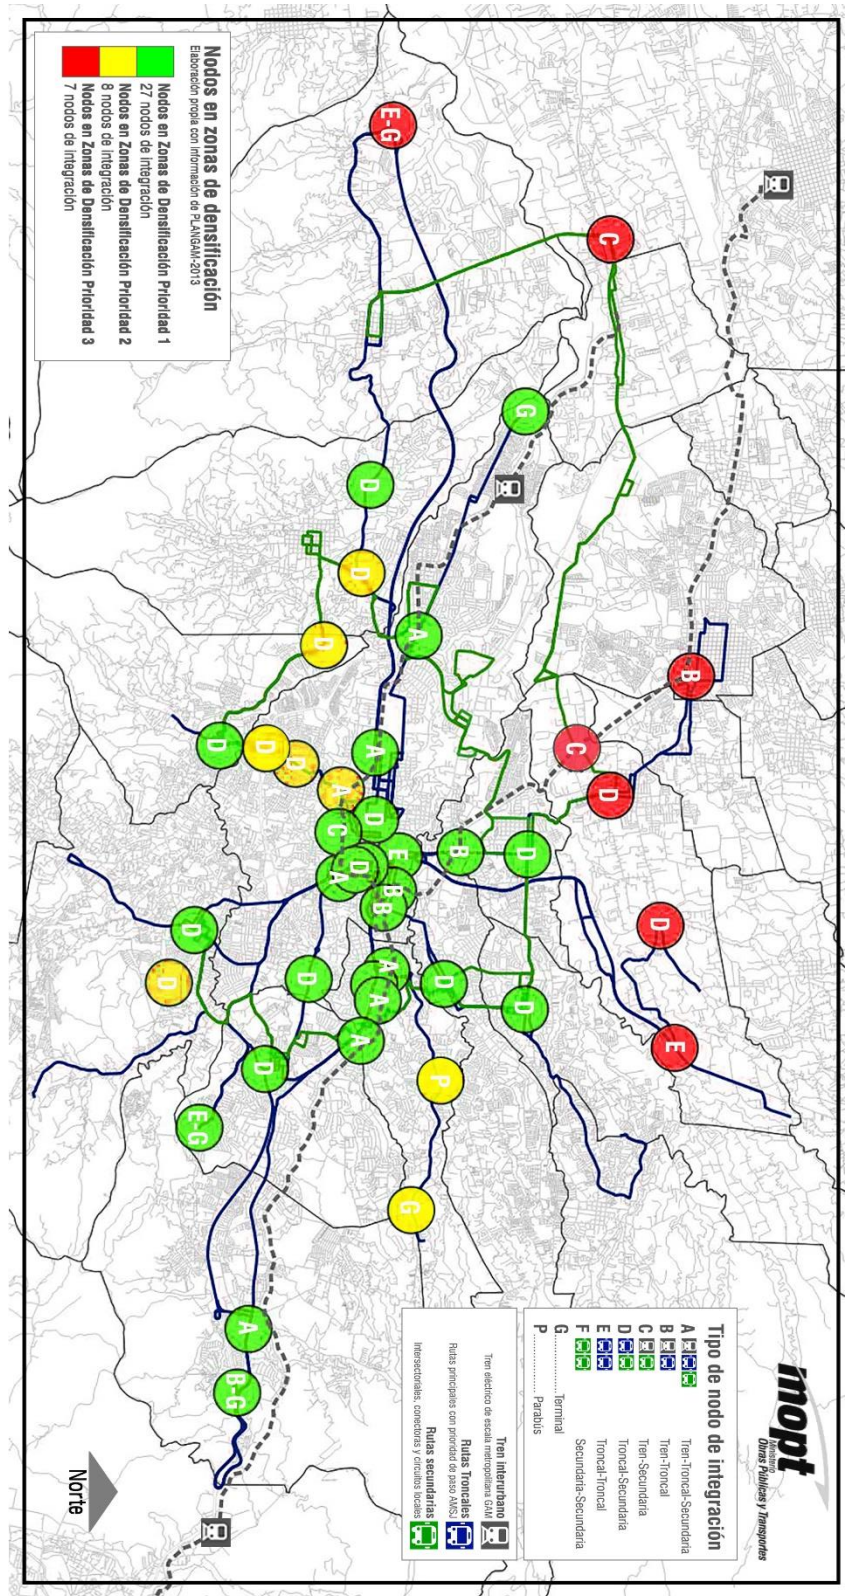 Nodos en zonas de densificación
Elaboración propia con información de PLANGAM-2013
Nodos en Zonas de Densificación Prioridad 1
27 nodos de integración
Nodos en Zonas de Densificación Prioridad 2
8 nodos de integración
Nodos en Zonas de Densificación Prioridad 3
7 nodos de integración
imopt
Ministerio
Obras Públicas y Transportes
Tipo de nodo de integración
A Tren-Troncal-Secundaria
B Tren-Troncal
C Tren-Secundaria
D Troncal-Secundaria
E Troncal-Troncal
F Secundaria-Secundaria
G Terminal
P Parabús
Tren interurbano
Tren eléctrico de escala metropolitana GAM
Rutas Troncales
Rutas principales con prioridad de paso AMSJ
Rutas secundarias
Intersectoriales, conectoras y circuitos locales
Norte
E-G
C
G
D
D
A
D
B
C
D
D
D
D
A
A
D
C
E
B
D
D
A
B
B
D
E
D
D
D
D
A
A
D
A
P
D
E-G
G
A
B-G